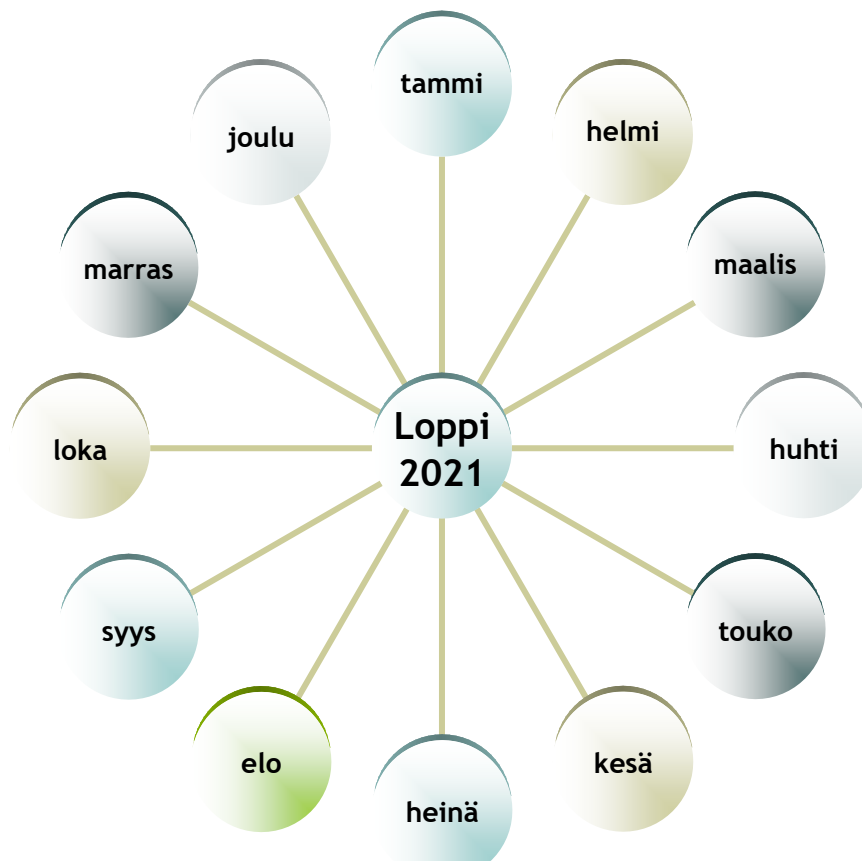 tammi
helmi
maalis
huhti
touko
kesä
heinä
elo
syys
loka
marras
joulu
Loppi
2021